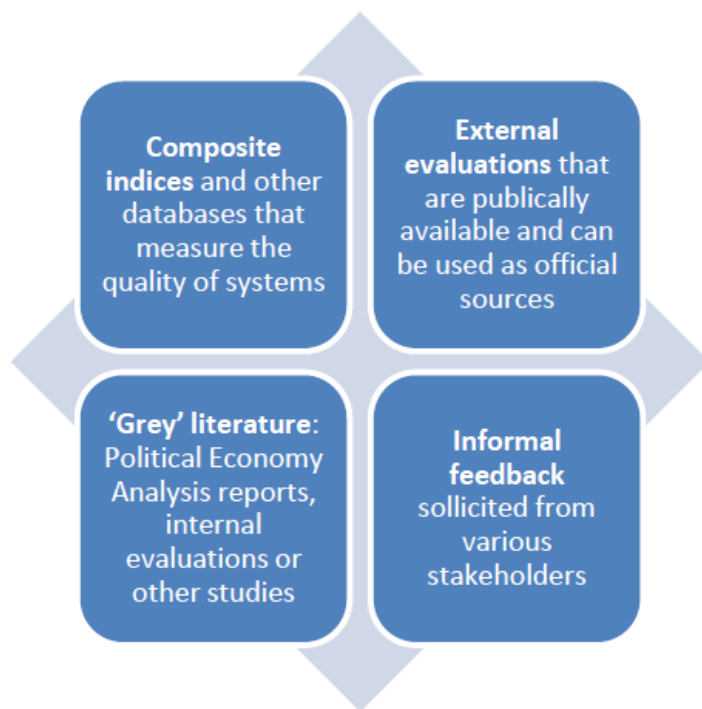 Composite
indices and other
databases that
measure the
quality of systems
External
evaluations that
are publically
available and can
be used as official
sources
‘Grey’ literature:
Political Economy
Analysis reports,
internal
evaluations or
other studies
Informal
feedback
sollicited from
various
stakeholders